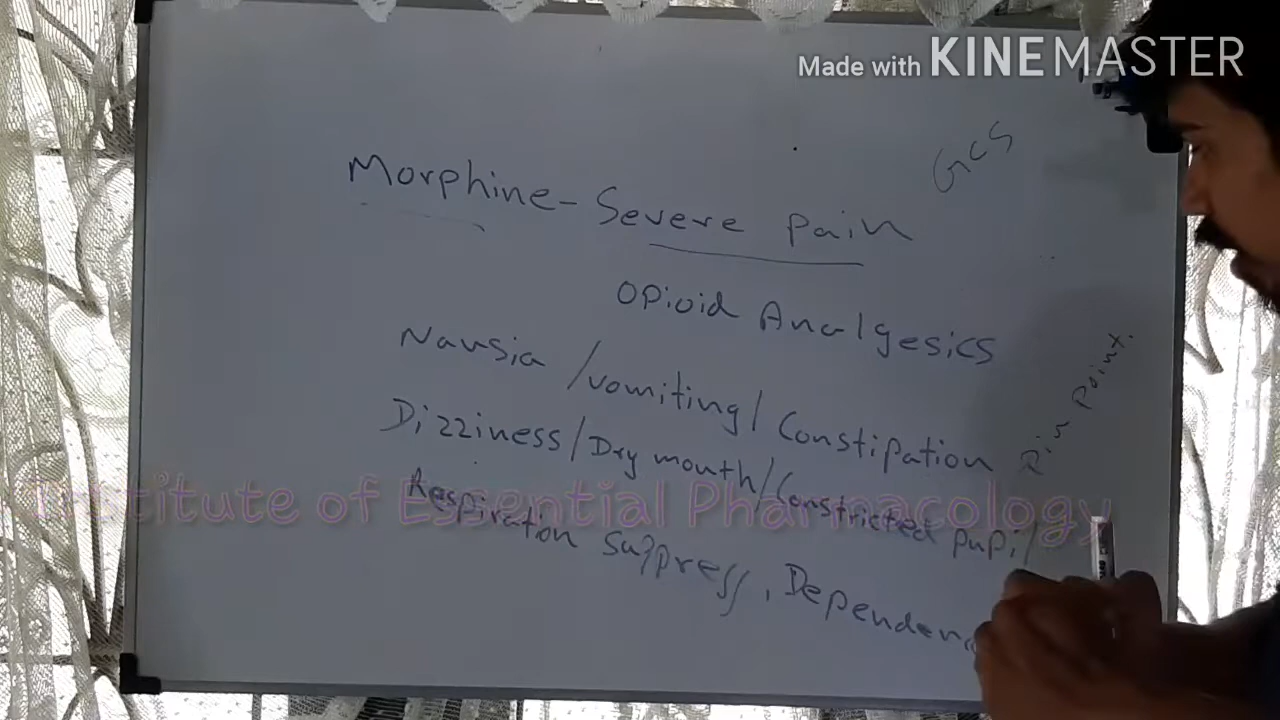 Made with KINEMASTER
GCS
Morphine - Severe pain
Opioid Analgesics
Nausia / vomiting / Constipation
Pin point.
Dizziness / Dry mouth / Constricted pupil
Institute of Essential Pharmacology
Respiration suppress, Dependenc